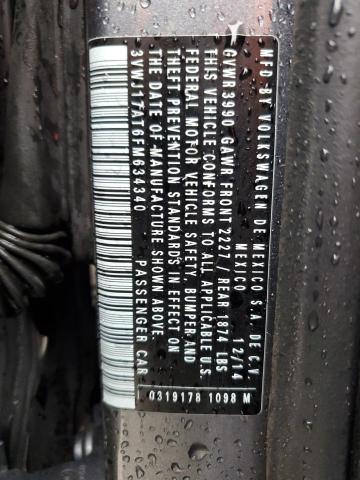 MFD.BY VOLKSWAGEN DE MEXICO S.A DE C.V.
MEXICO 12/14
GVWR 3990 GAWR FRONT 2227 / REAR 1874 LBS
THIS VEHICLE CONFORMS TO ALL APPLICABLE U.S.
FEDERAL MOTOR VEHICLE SAFETY, BUMPER AND
THEFT PREVENTION STANDARDS IN EFFECT ON
THE DATE OF MANUFACTURE SHOWN ABOVE
3VWJ17AT6FM634340 PASSENGER CAR
0319178 1098 M